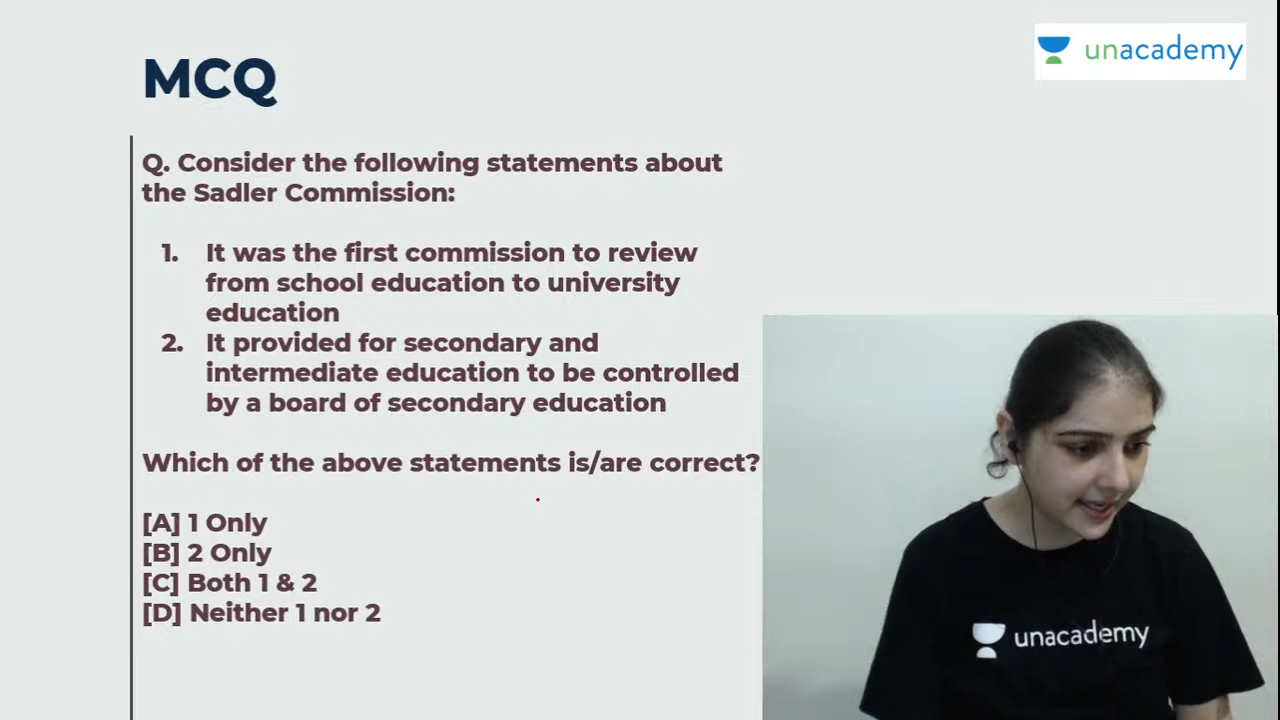 MCQ
unacademy
Q. Consider the following statements about
the Sadler Commission:
1. It was the first commission to review
from school education to university
education
2. It provided for secondary and
intermediate education to be controlled
by a board of secondary education
Which of the above statements is/are correct?
[A] 1 Only
[B] 2 Only
[C] Both 1 & 2
[D] Neither 1 nor 2
unacademy